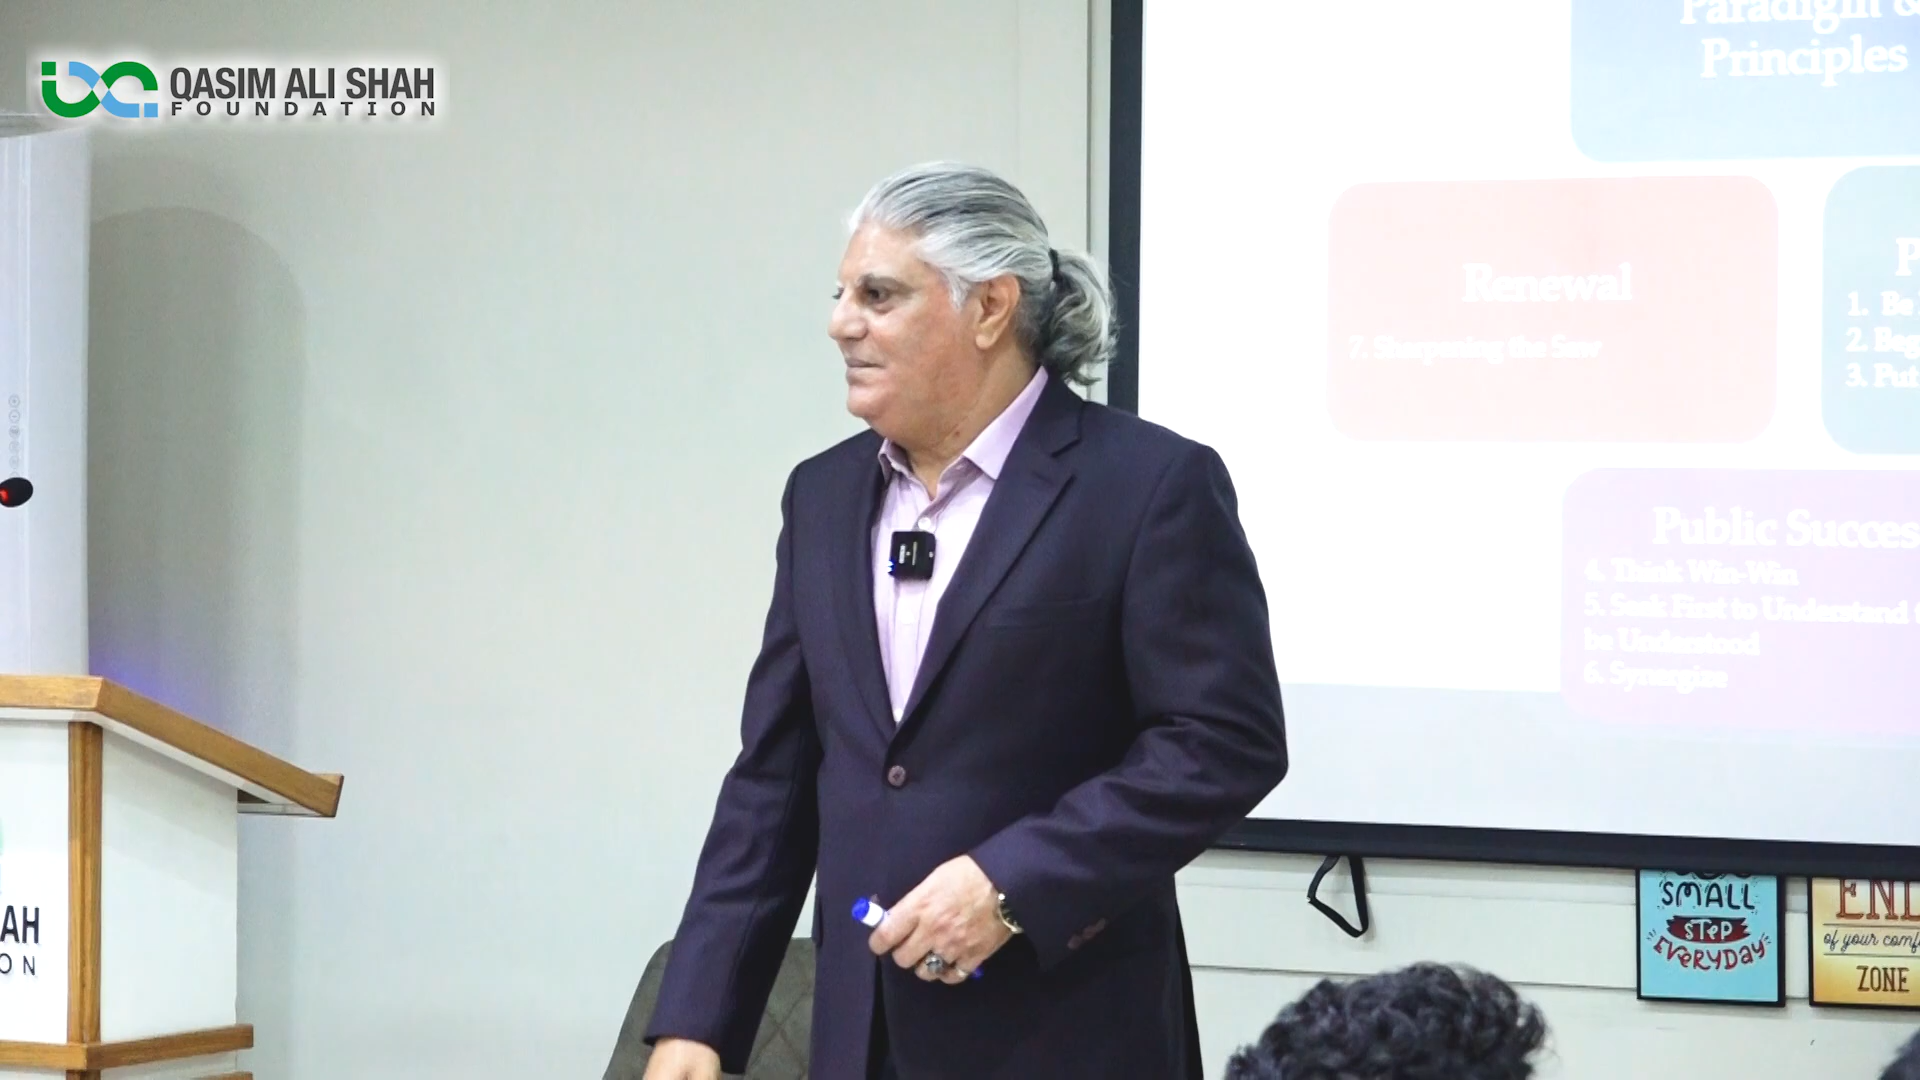 QASIM ALI SHAH
FOUNDATION
Paradigm &
Principles
Renewal
7. Sharpening the Saw
P
1. Be
2. Beg
3. Put
Public Succes
4. Think Win-Win
5. Seek First to Understand t
be Understood
6. Synergize
AH
ON
SMALL
STEP
EVERYDAY
END
of your comf
ZONE